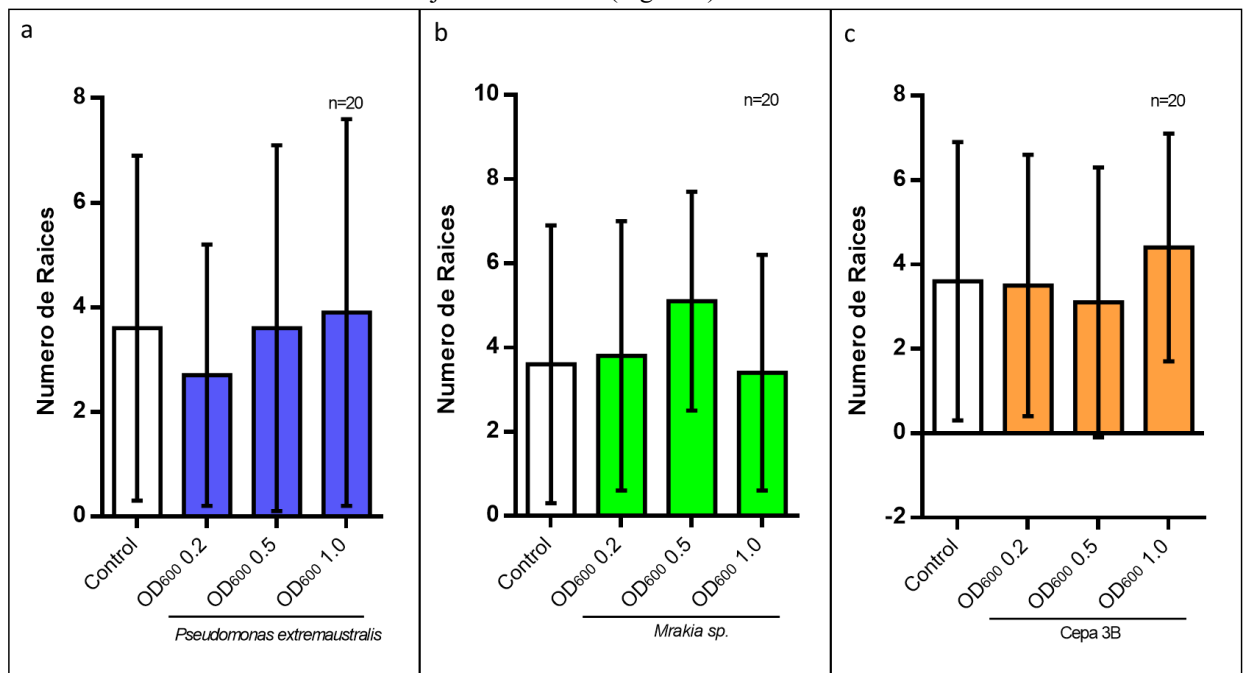 a
8
6
4
2
0
Numero de Raices
n=20
Control
OD600 0.2
OD600 0.5
OD600 1.0
Pseudomonas extremaustralis
b
10
8
6
4
2
0
Numero de Raices
n=20
Control
OD600 0.2
OD600 0.5
OD600 1.0
Mrakia sp.
c
8
6
4
2
0
-2
Numero de Raices
n=20
Control
OD600 0.2
OD600 0.5
OD600 1.0
Cepa 3B